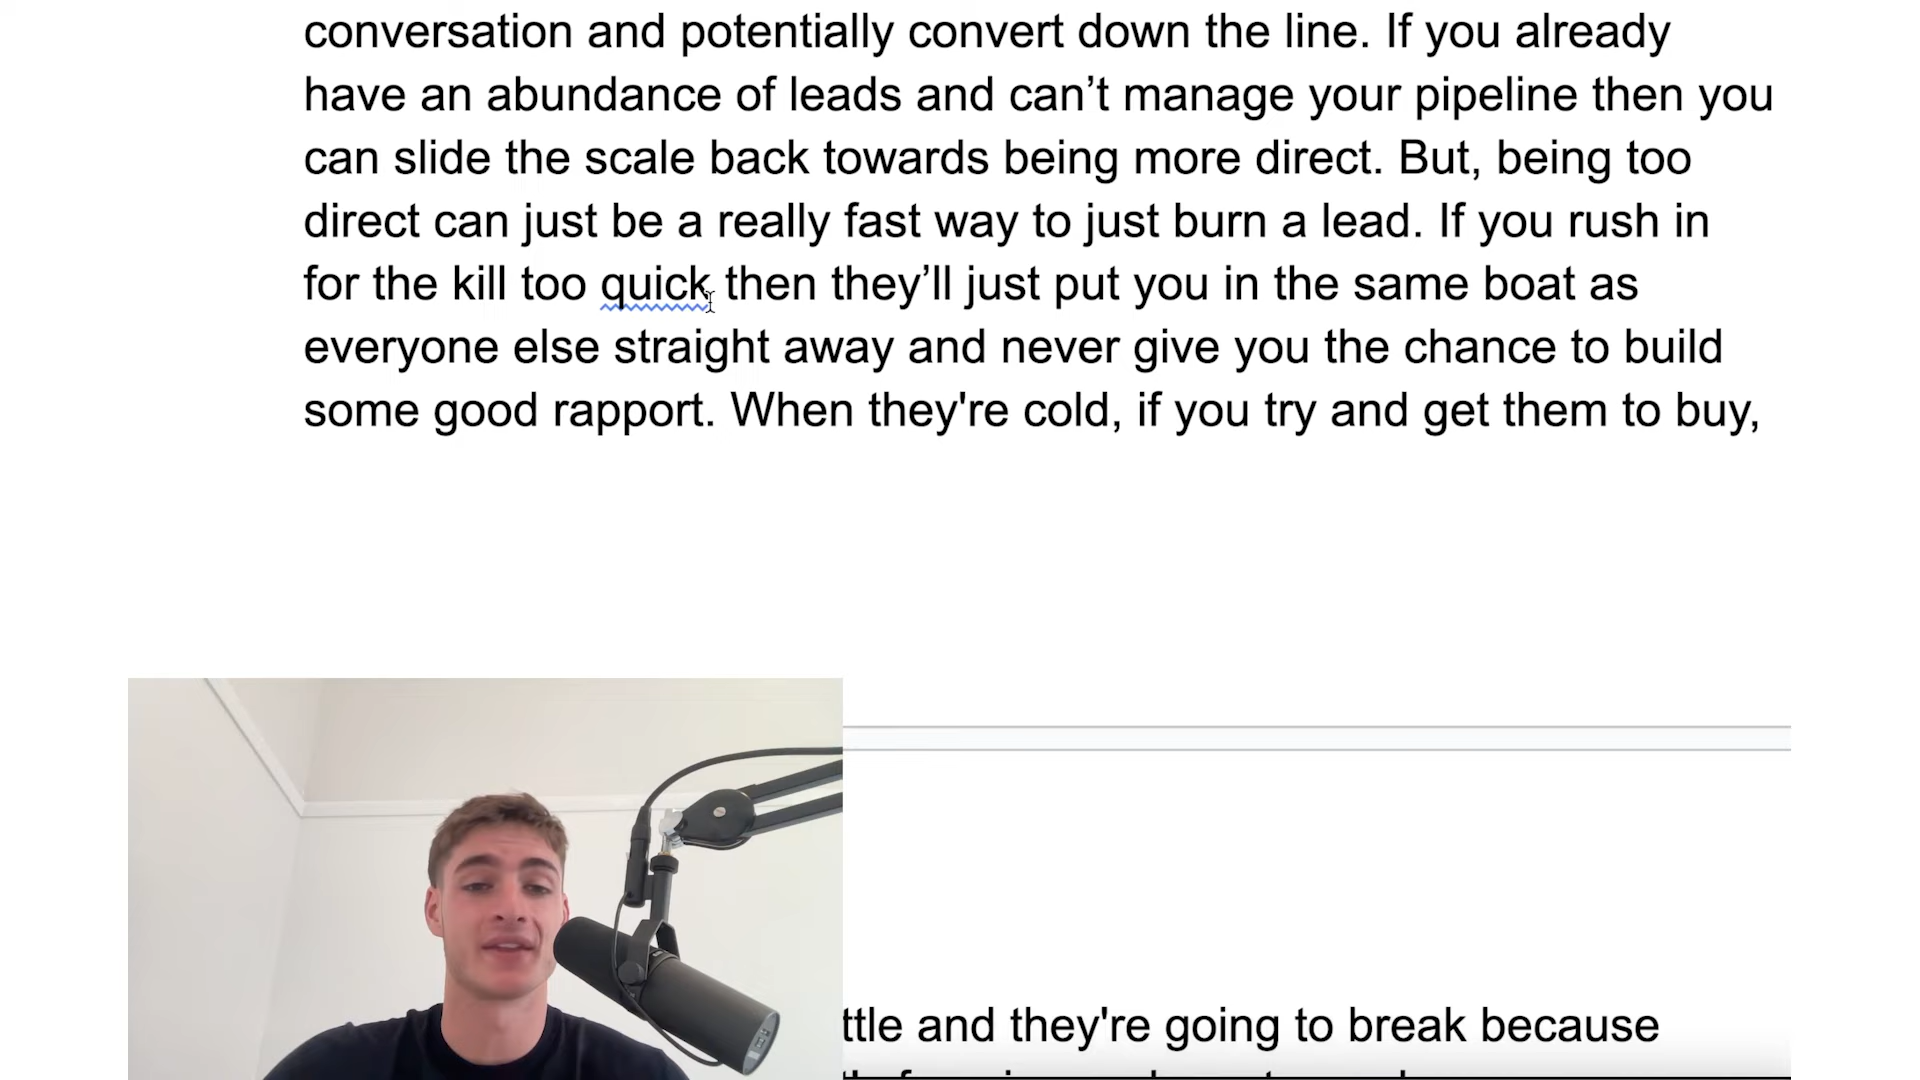 conversation and potentially convert down the line. If you already
have an abundance of leads and can’t manage your pipeline then you
can slide the scale back towards being more direct. But, being too
direct can just be a really fast way to just burn a lead. If you rush in
for the kill too quick then they’ll just put you in the same boat as
everyone else straight away and never give you the chance to build
some good rapport. When they're cold, if you try and get them to buy,
ttle and they're going to break because